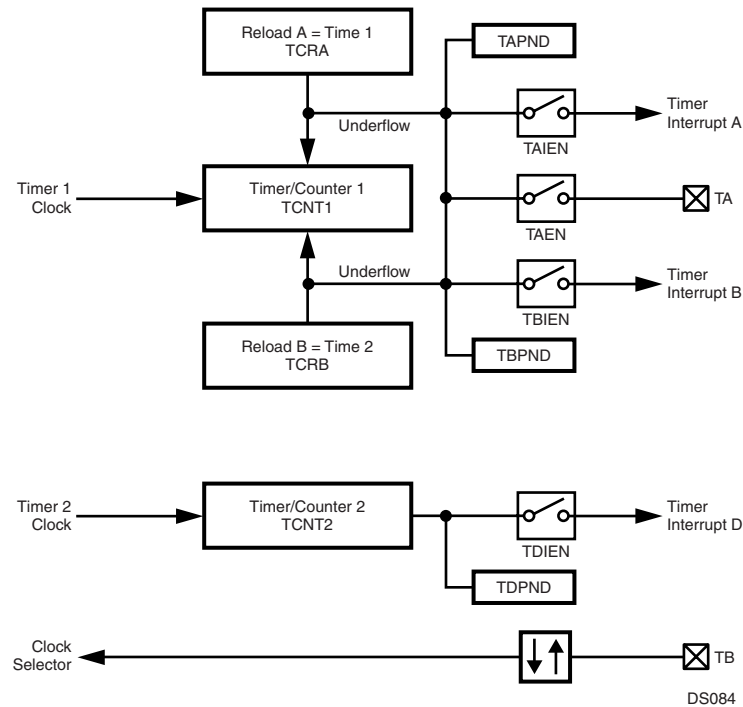 Reload A = Time 1
TCRA
TAPND
Underflow
TAIEN
Timer
Interrupt A
Timer 1
Clock
Timer/Counter 1
TCNT1
TAEN
TA
Underflow
TBIEN
Timer
Interrupt B
Reload B = Time 2
TCRB
TBPND
Timer 2
Clock
Timer/Counter 2
TCNT2
TDIEN
Timer
Interrupt D
TDPND
Clock
Selector
TB
DS084